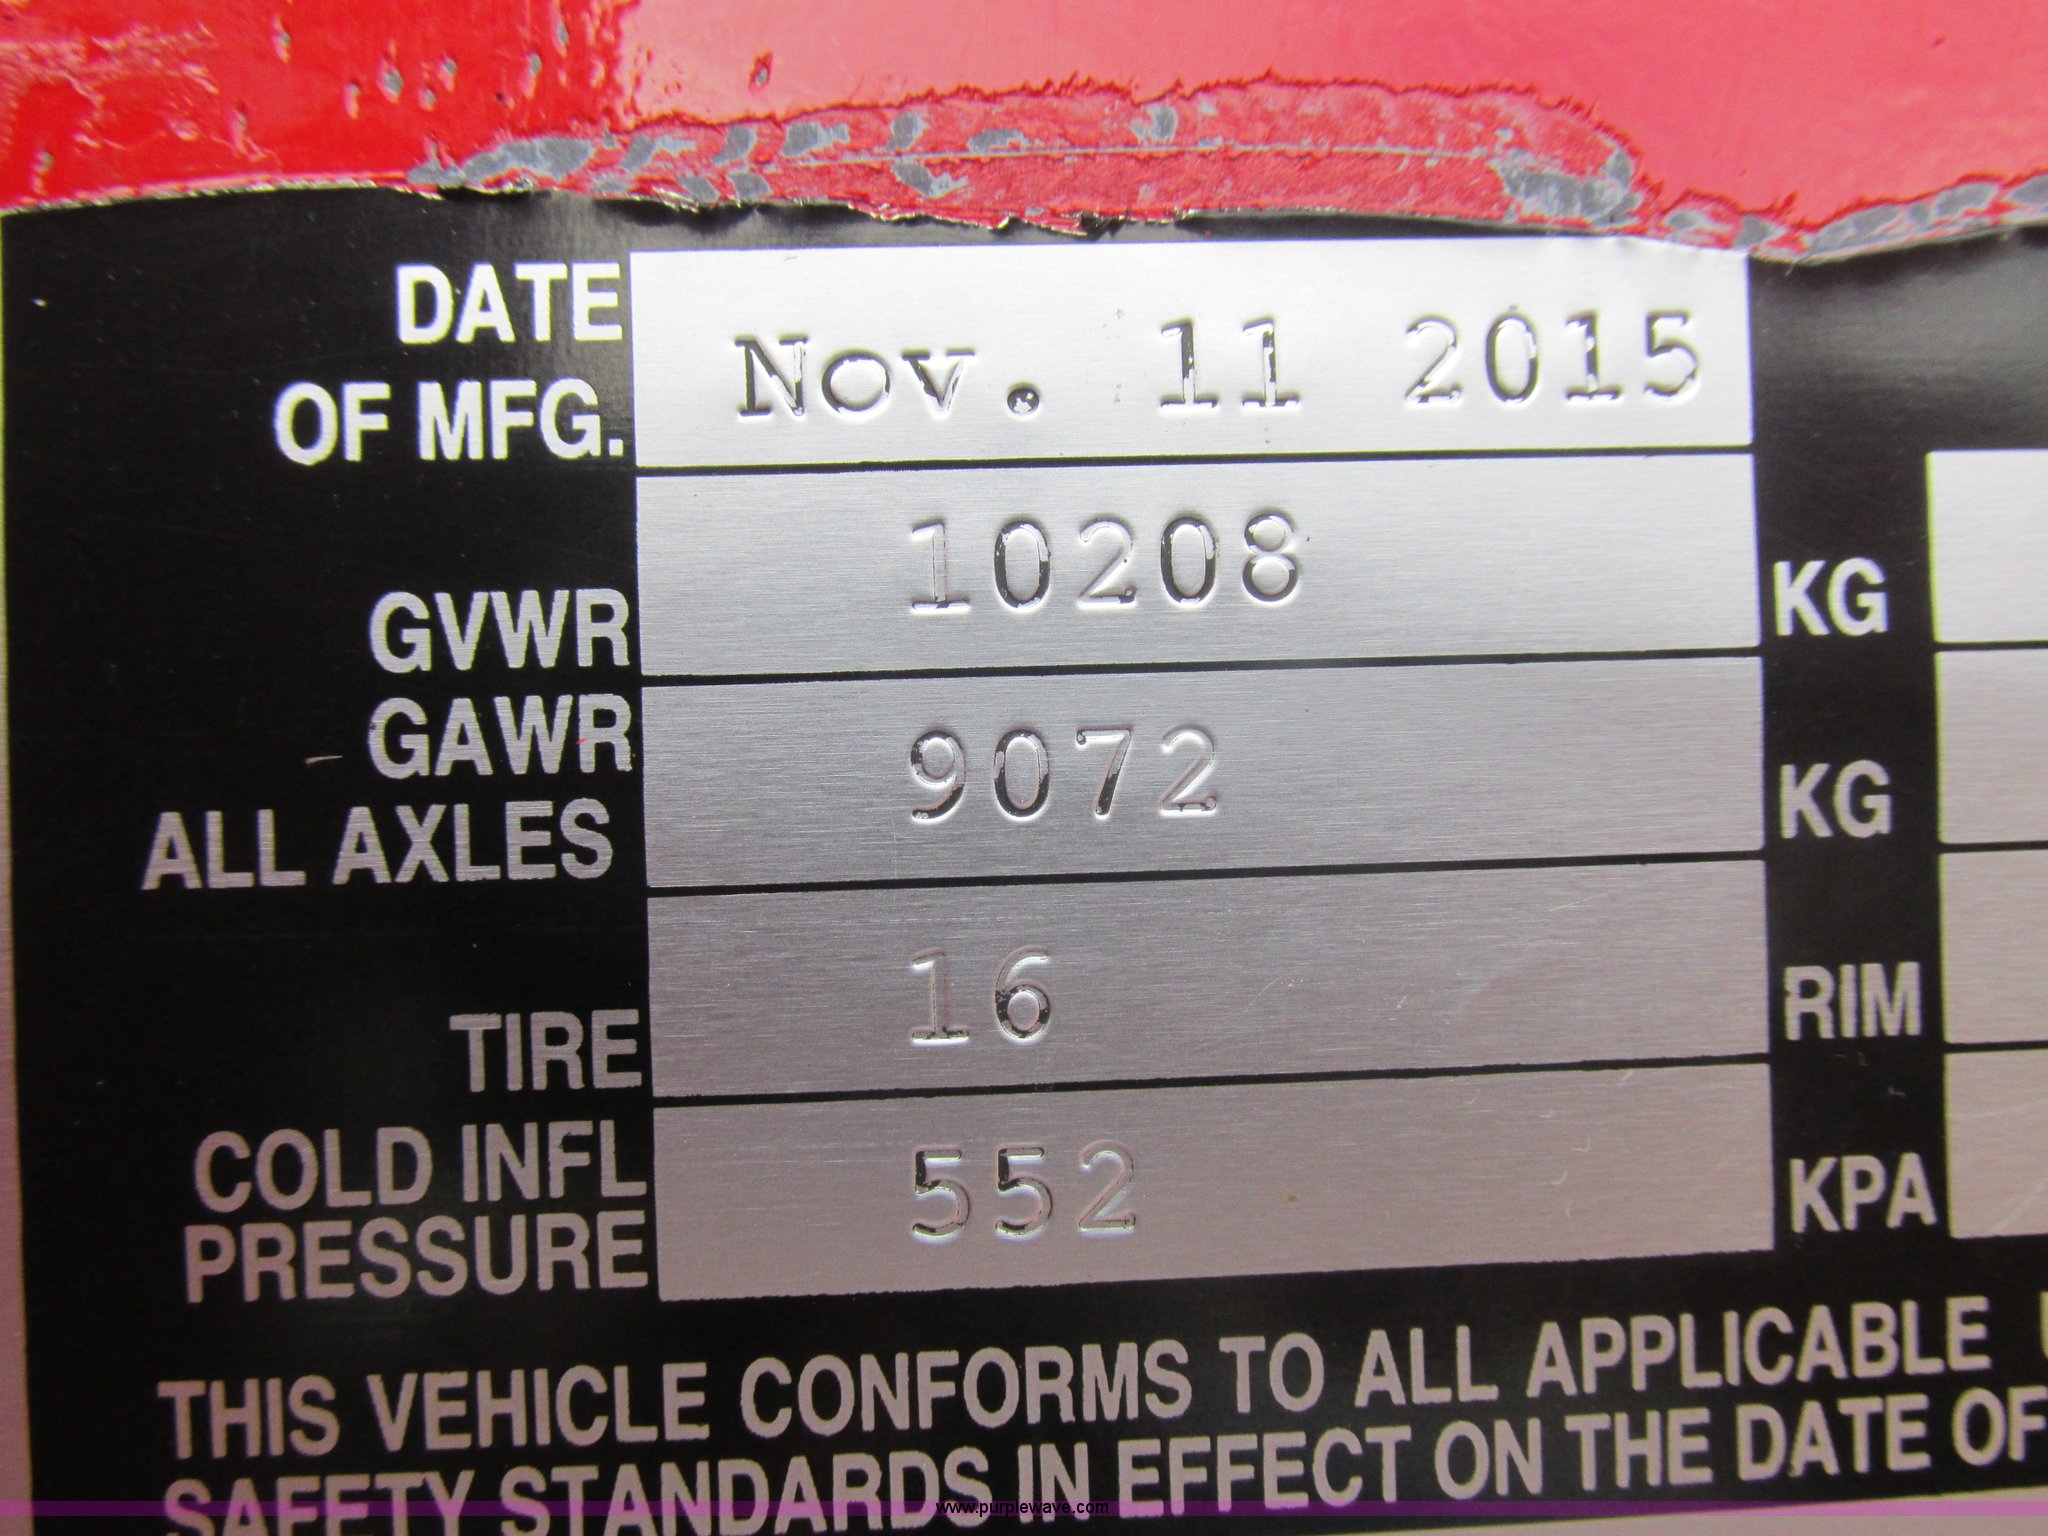 DATE
OF MFG. Nov. 11 2015
GVWR 10208 KG
GAWR
ALL AXLES 9072 KG
TIRE 16 RIM
COLD INFL
PRESSURE 552 KPA
THIS VEHICLE CONFORMS TO ALL APPLICABLE
SAFETY STANDARDS IN EFFECT ON THE DATE OF
www.purplewave.com